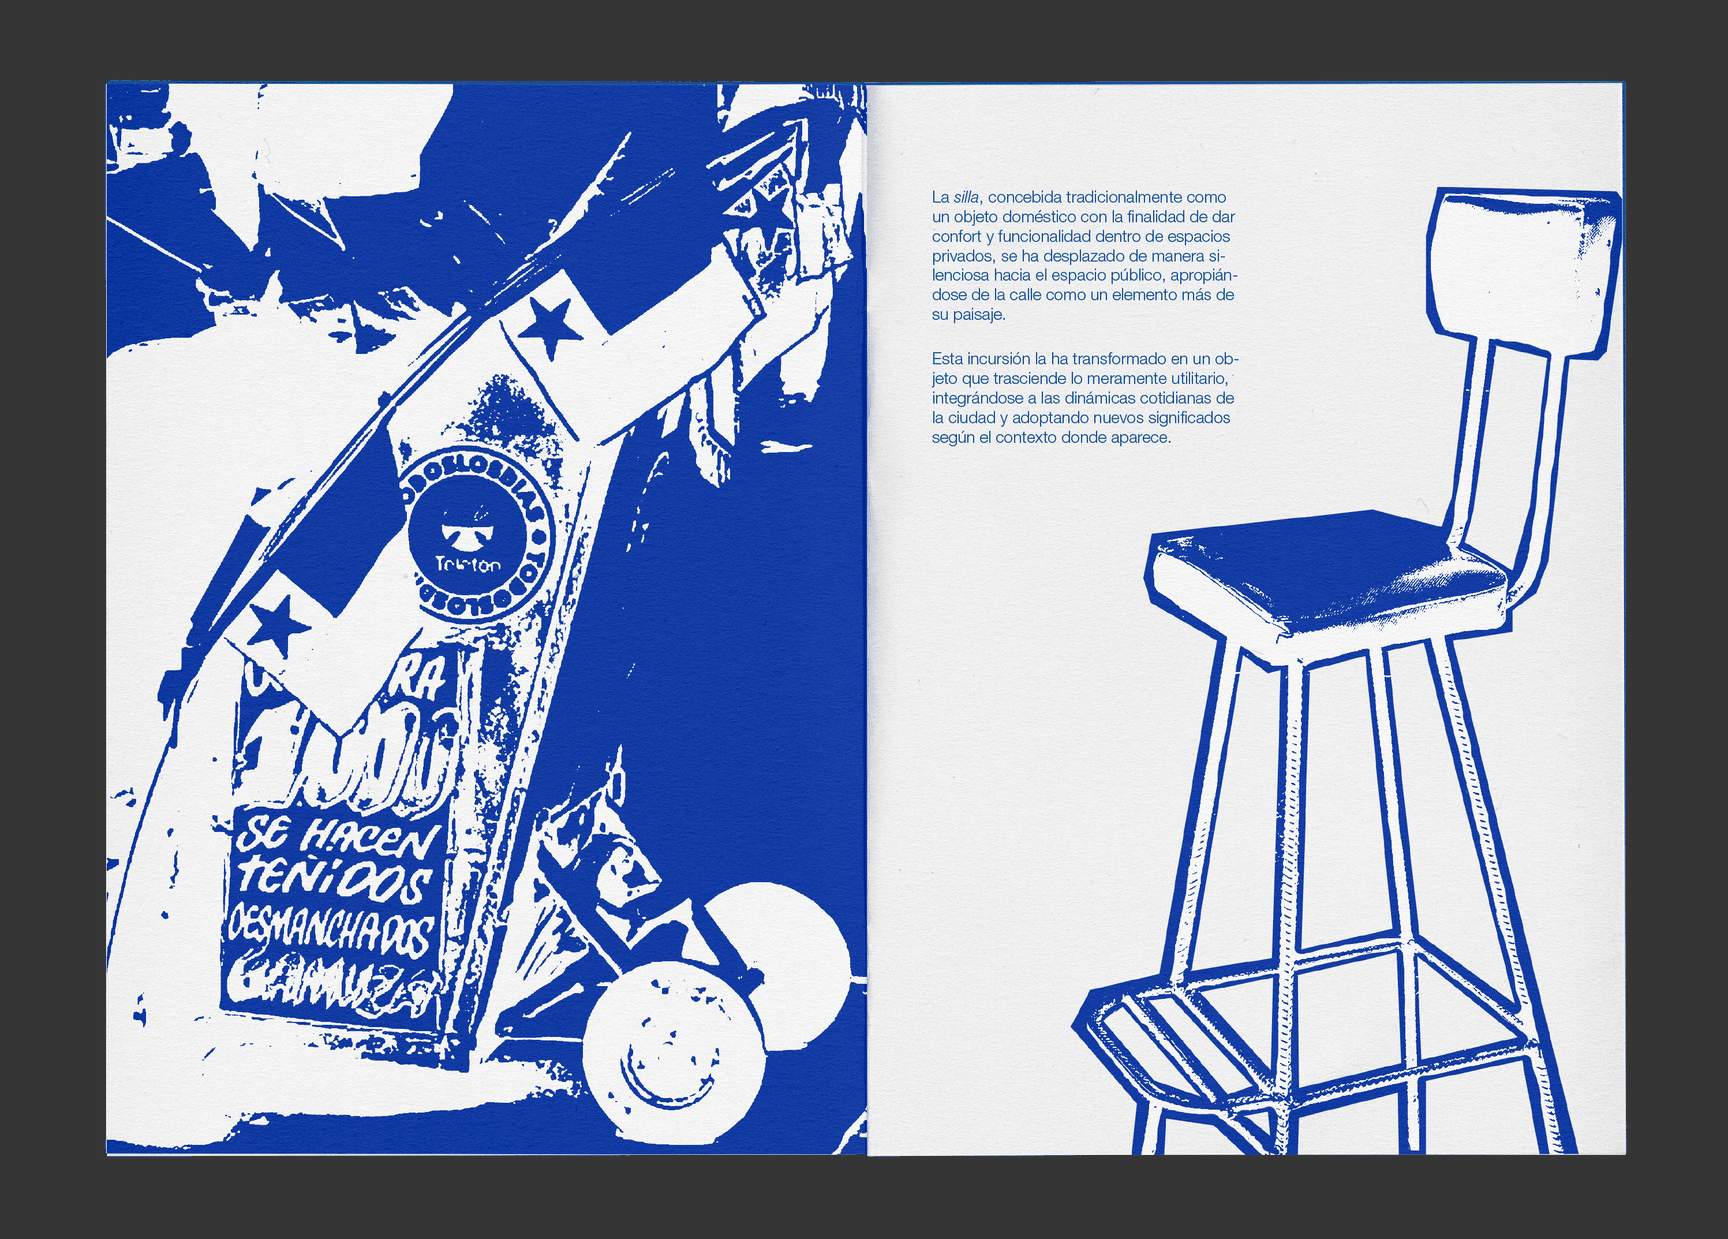 TODOSLOSDIAS • TODOSLOSD
Teleton
RA
SE HACEN
TEÑIDOS
DESMANCHADOS
GAMUZAS
La silla, concebida tradicionalmente como
un objeto doméstico con la finalidad de dar
confort y funcionalidad dentro de espacios
privados, se ha desplazado de manera si-
lenciosa hacia el espacio público, apropián-
dose de la calle como un elemento más de
su paisaje.
Esta incursión la ha transformado en un ob-
jeto que trasciende lo meramente utilitario,
integrándose a las dinámicas cotidianas de
la ciudad y adoptando nuevos significados
según el contexto donde aparece.